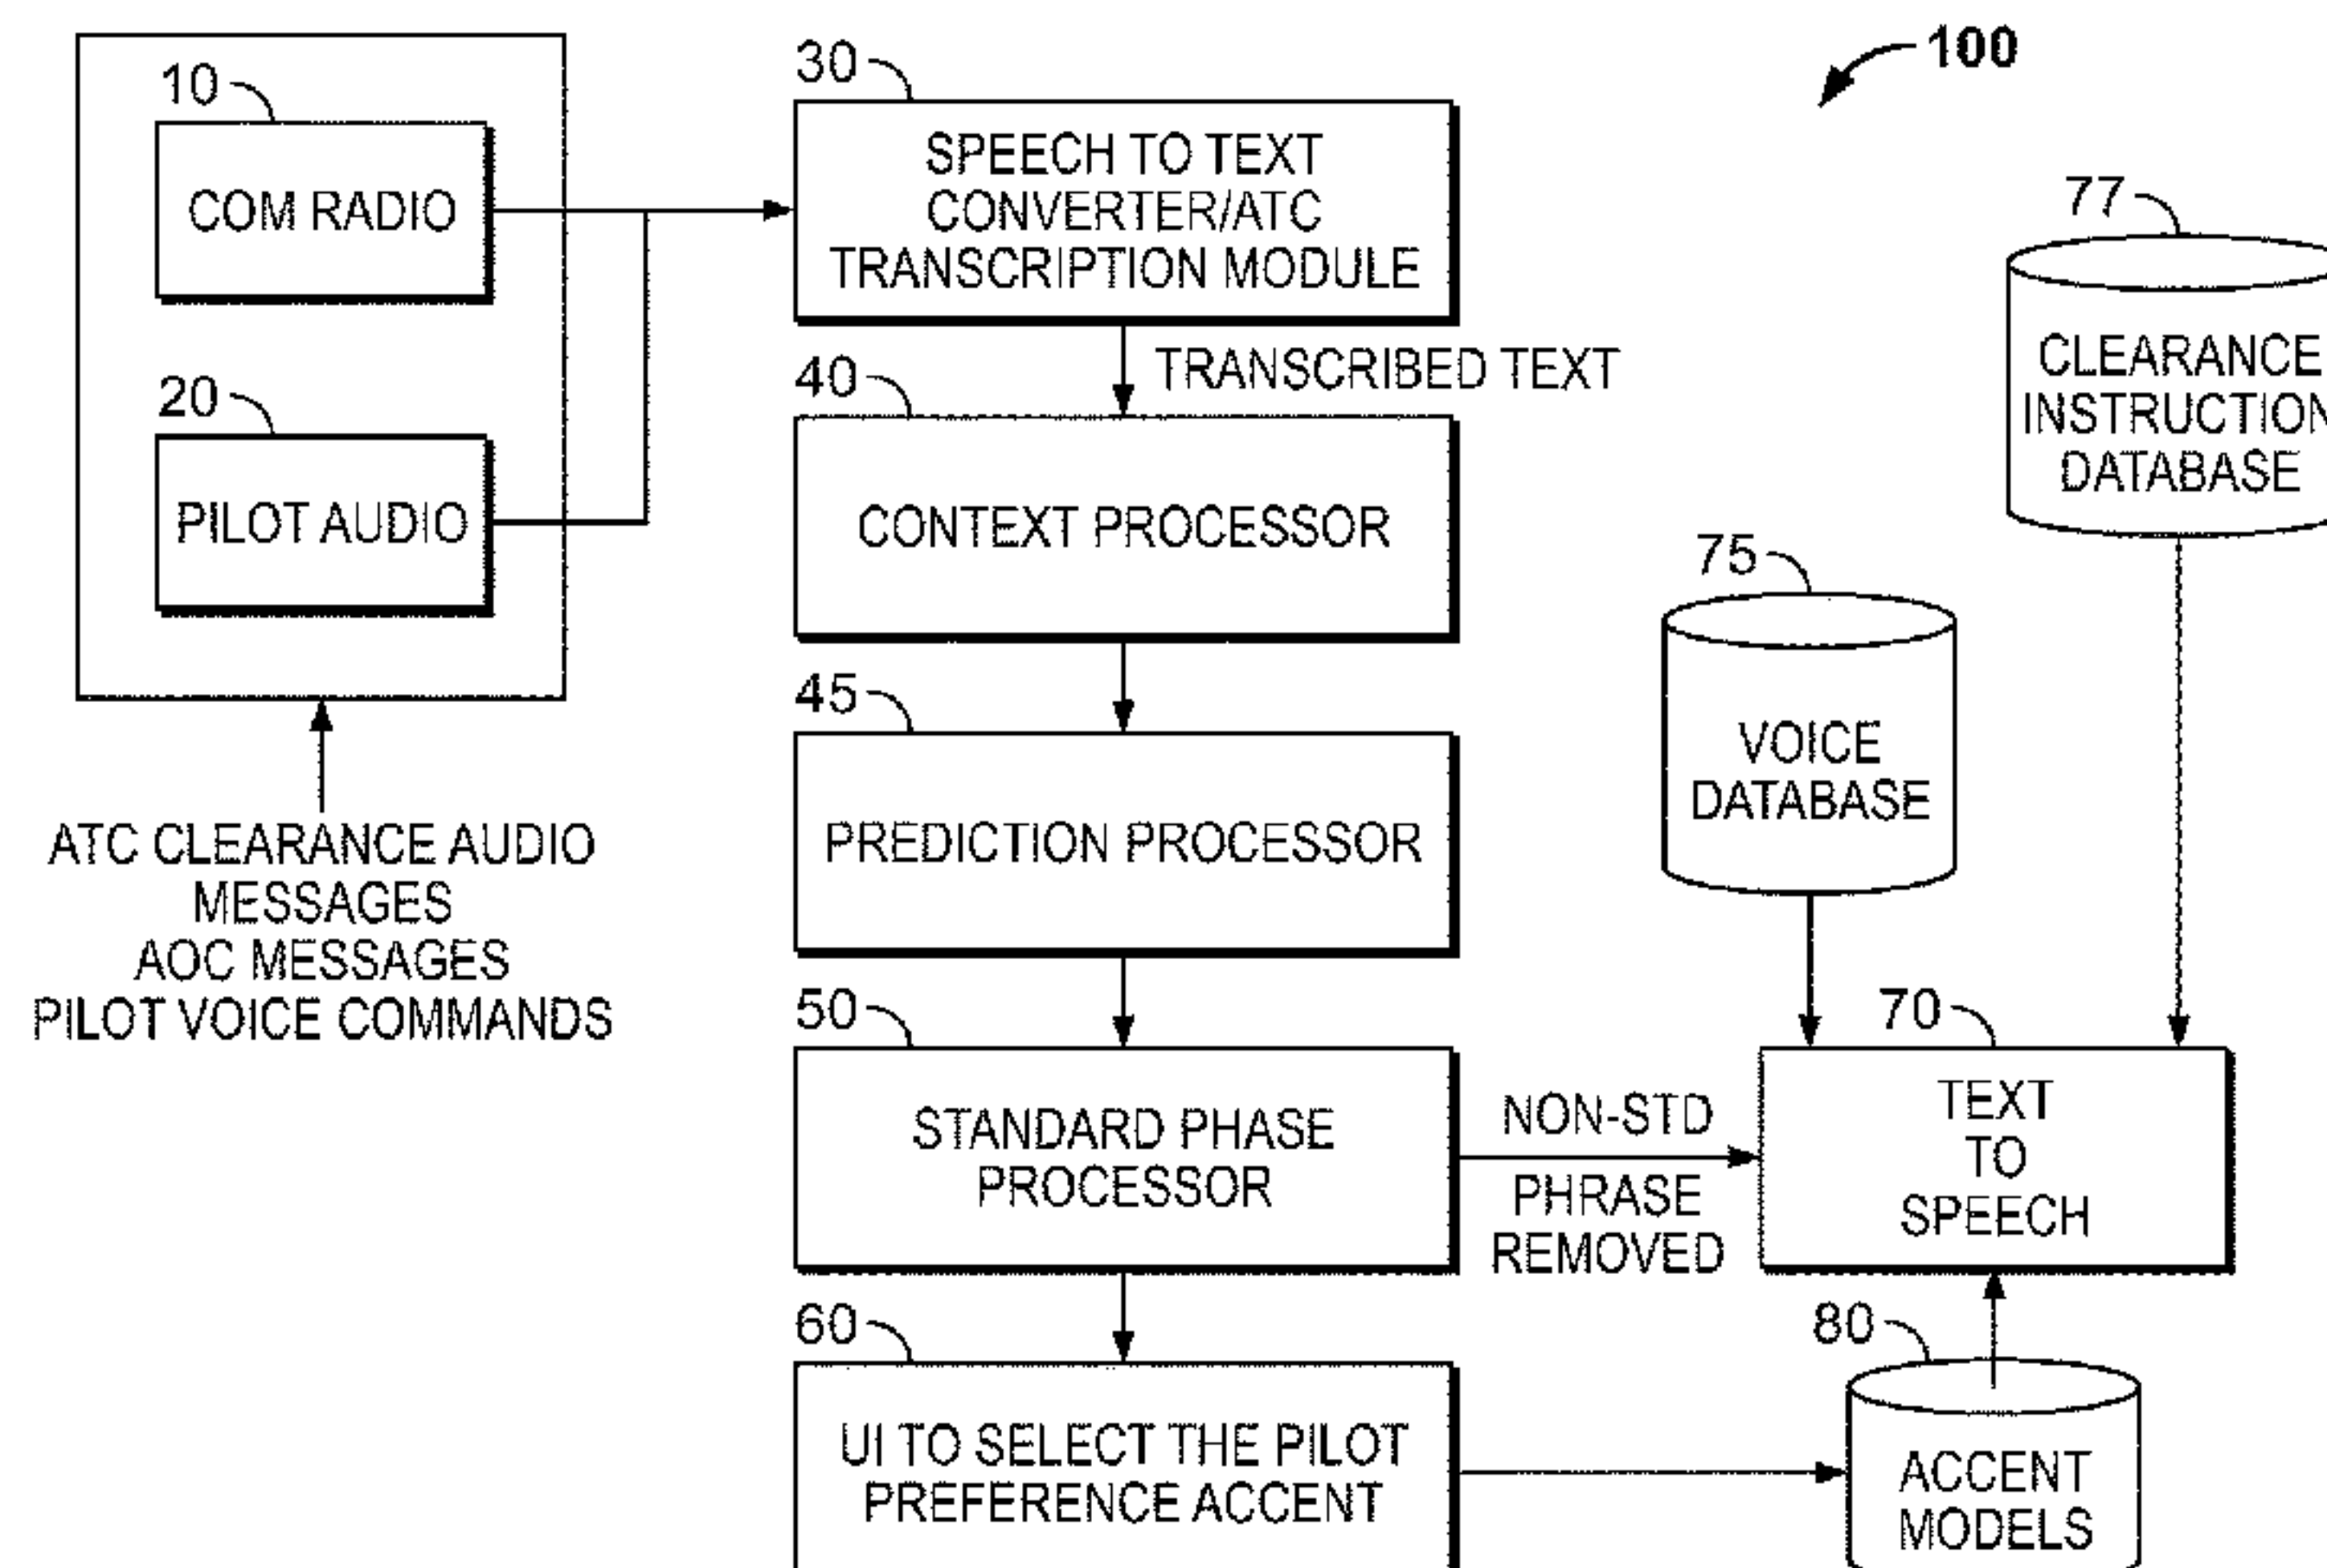 100
10
COM RADIO
20
PILOT AUDIO
ATC CLEARANCE AUDIO
MESSAGES
AOC MESSAGES
PILOT VOICE COMMANDS
30
SPEECH TO TEXT
CONVERTER/ATC
TRANSCRIPTION MODULE
TRANSCRIBED TEXT
40
CONTEXT PROCESSOR
45
PREDICTION PROCESSOR
50
STANDARD PHASE
PROCESSOR
NON-STD
PHRASE
REMOVED
60
UI TO SELECT THE PILOT
PREFERENCE ACCENT
77
CLEARANCE
INSTRUCTION
DATABASE
75
VOICE
DATABASE
70
TEXT
TO
SPEECH
80
ACCENT
MODELS